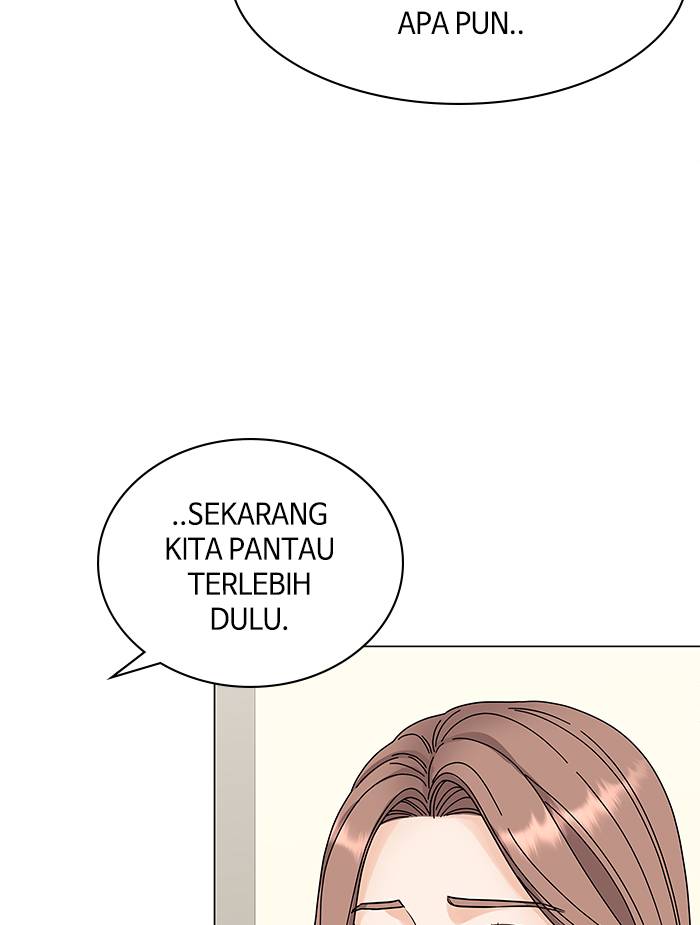 APA PUN..
..SEKARANG
KITA PANTAU
TERLEBIH
DULU.